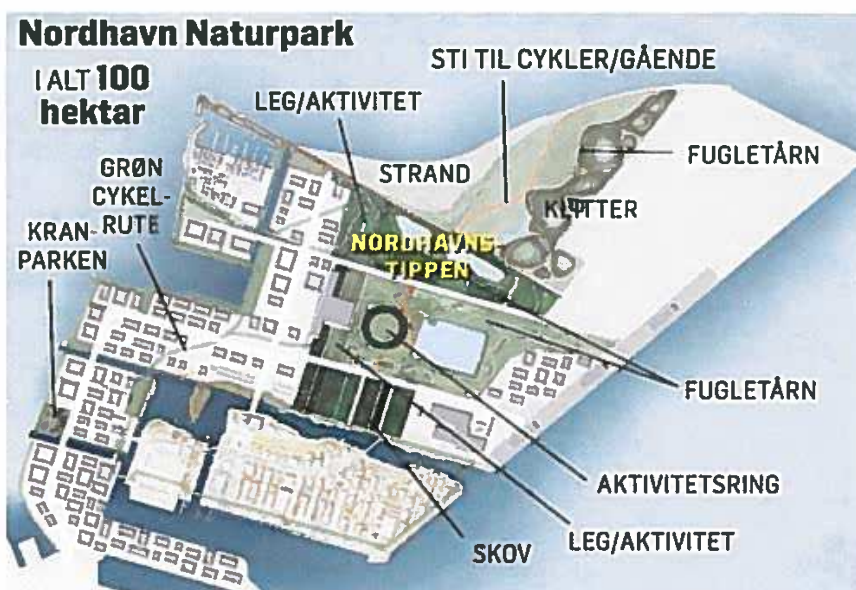 Nordhavn Naturpark
I ALT 100
hektar
STI TIL CYKLER/GÅENDE
LEG/AKTIVITET
FUGLETÅRN
GRØN
CYKEL-
RUTE
STRAND
KLITTER
KRAN-
PARKEN
NORDHAVNS-
TIPPEN
FUGLETÅRN
AKTIVITETSRING
LEG/AKTIVITET
SKOV